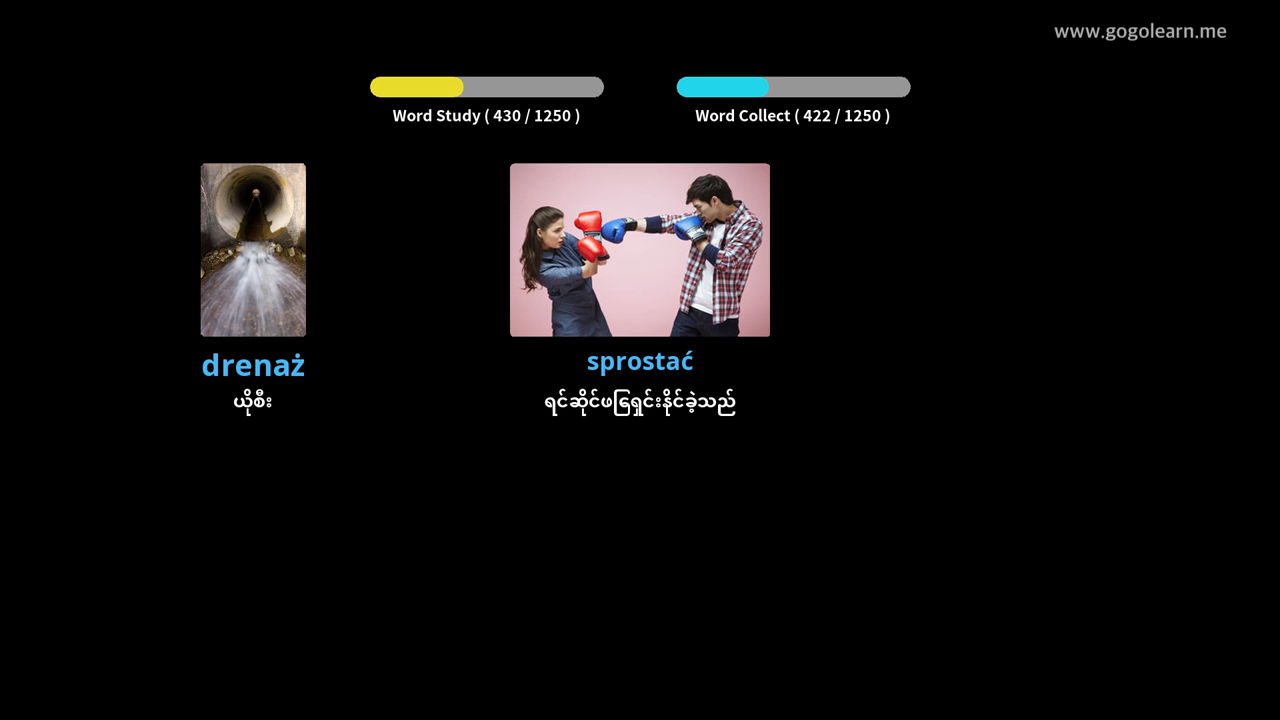 www.gogolearn.me
Word Study ( 430 / 1250 )
Word Collect ( 422 / 1250 )
drenaż
sprostać
ယိုစီး
ရင်ဆိုင်ဖြေရှင်းနိုင်ခဲ့သည်